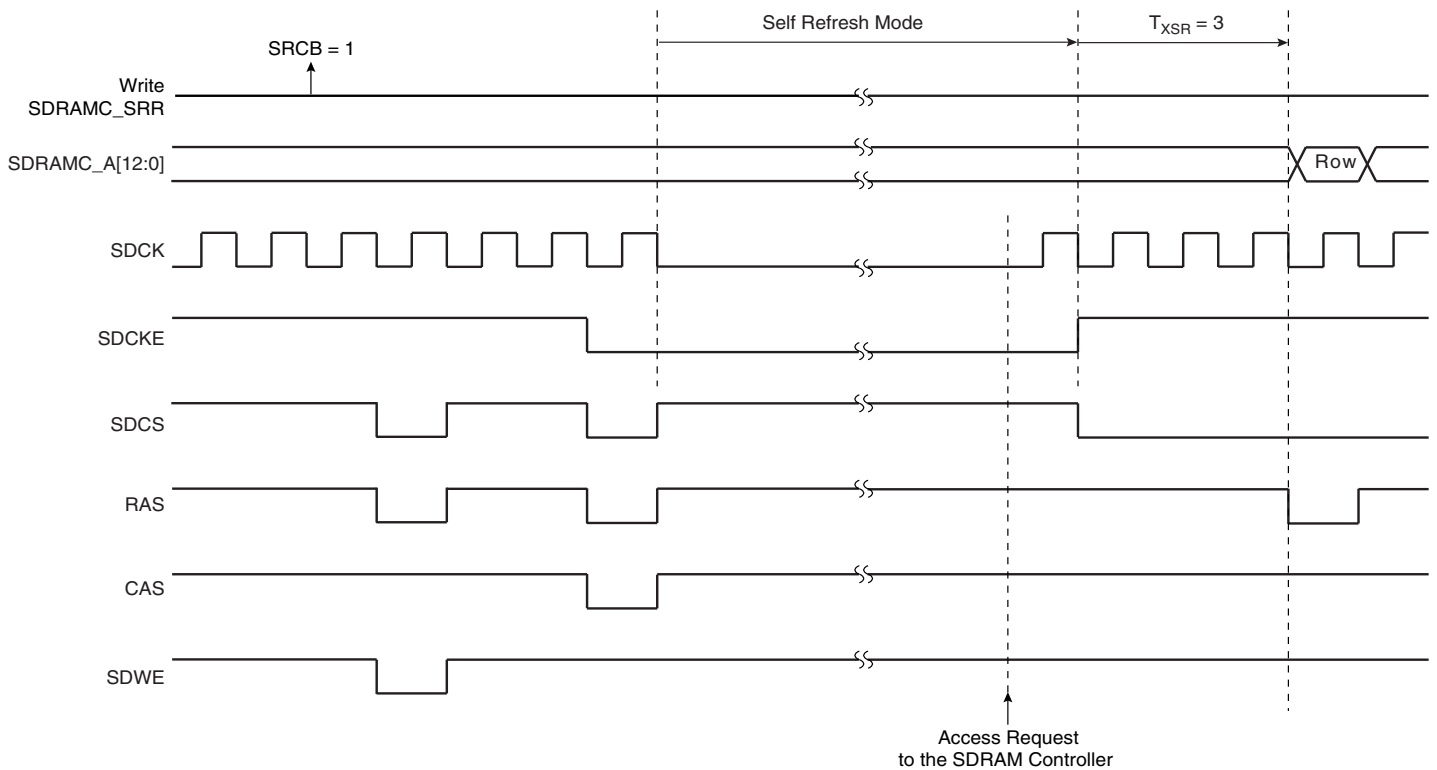 Self Refresh Mode
TXSR = 3
SRCB = 1
Write
SDRAMC_SRR
SDRAMC_A[12:0]
Row
SDCK
SDCKE
SDCS
RAS
CAS
SDWE
Access Request
to the SDRAM Controller